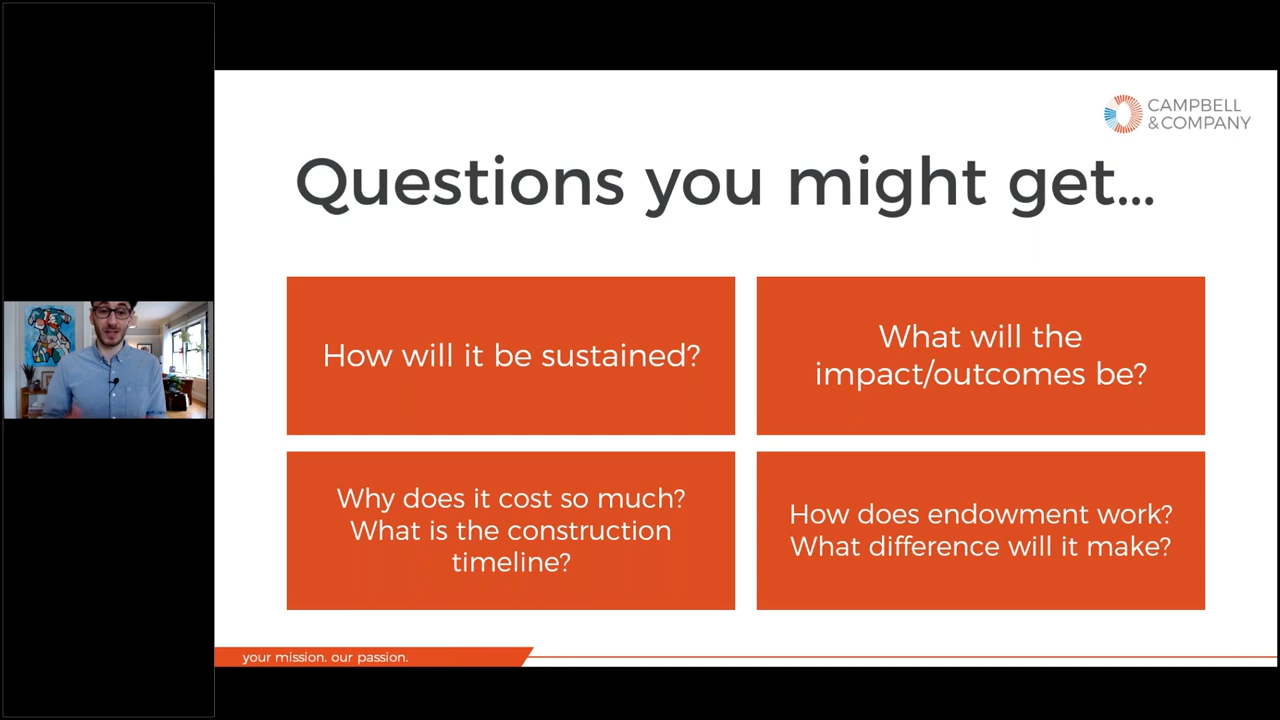 CAMPBELL
&COMPANY
Questions you might get...
How will it be sustained?
What will the
impact/outcomes be?
Why does it cost so much?
What is the construction
timeline?
How does endowment work?
What difference will it make?
your mission. our passion.